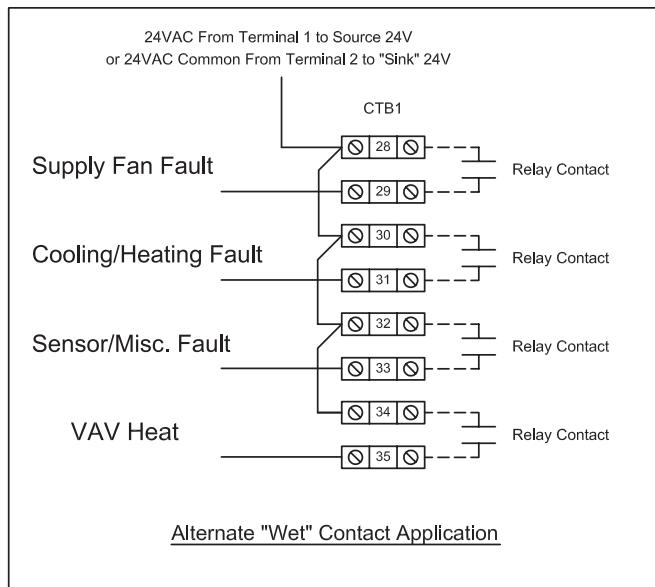 24VAC From Terminal 1 to Source 24V
or 24VAC Common From Terminal 2 to "Sink" 24V
CTB1
28
Relay Contact
Supply Fan Fault
29
30
Relay Contact
Cooling/Heating Fault
31
32
Relay Contact
Sensor/Misc. Fault
33
34
Relay Contact
VAV Heat
35
Alternate "Wet" Contact Application